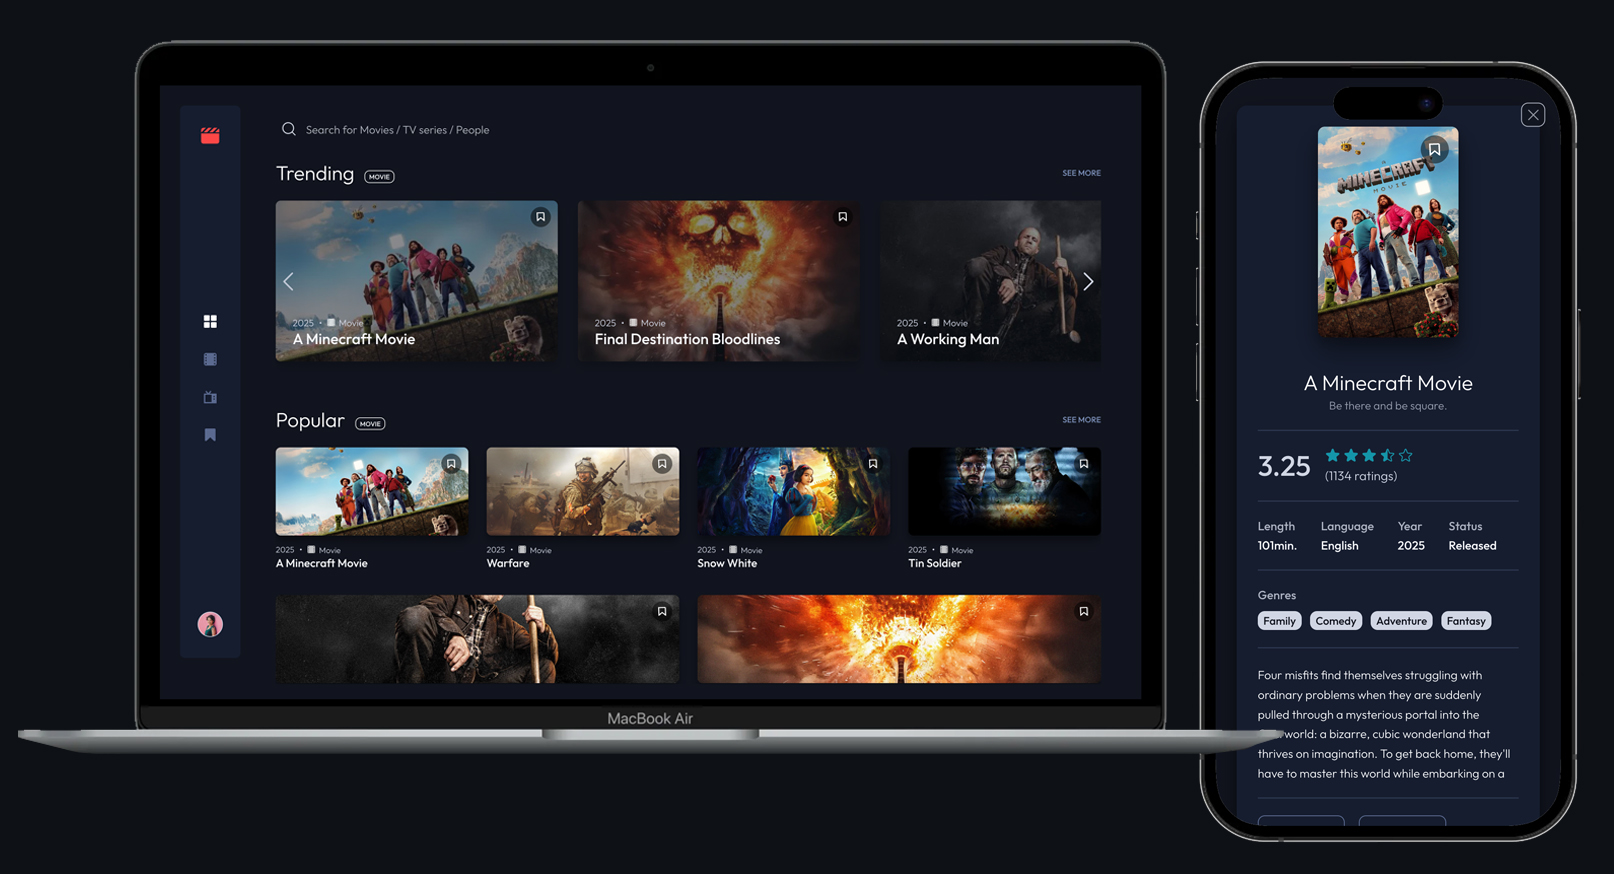 Search for Movies / TV series / People
Trending MOVIE
SEE MORE
2025 • Movie
A Minecraft Movie
2025 • Movie
Final Destination Bloodlines
2025 • Movie
A Working Man
Popular MOVIE
SEE MORE
2025 • Movie
A Minecraft Movie
2025 • Movie
Warfare
2025 • Movie
Snow White
2025 • Movie
Tin Soldier
MacBook Air
MINECRAFT
MOVIE
A Minecraft Movie
Be there and be square.
3.25
(1134 ratings)
Length Language Year Status
101min. English 2025 Released
Genres
Family Comedy Adventure Fantasy
Four misfits find themselves struggling with
ordinary problems when they are suddenly
pulled through a mysterious portal into the
world: a bizarre, cubic wonderland that
thrives on imagination. To get back home, they'll
have to master this world while embarking on a